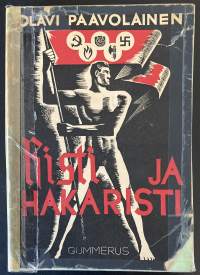 OLAVI PAAVOLAINEN
Risti JA
HAKARISTI
GUMMERUS